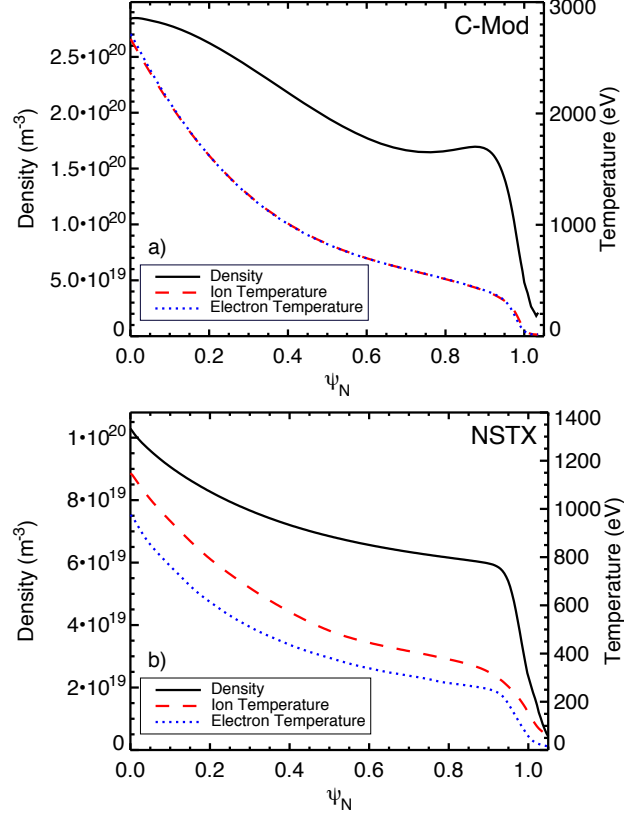 C-Mod
3000
2000
1000
0
Temperature (eV)
2.5•10²⁰
2.0•10²⁰
1.5•10²⁰
1.0•10²⁰
5.0•10¹⁹
0
Density (m⁻³)
a)
Density
Ion Temperature
Electron Temperature
0.0 0.2 0.4 0.6 0.8 1.0
ψ_N
NSTX
1400
1200
1000
800
600
400
200
0
Temperature (eV)
1•10²⁰
8•10¹⁹
6•10¹⁹
4•10¹⁹
2•10¹⁹
0
Density (m⁻³)
b)
Density
Ion Temperature
Electron Temperature
0.0 0.2 0.4 0.6 0.8 1.0
ψ_N